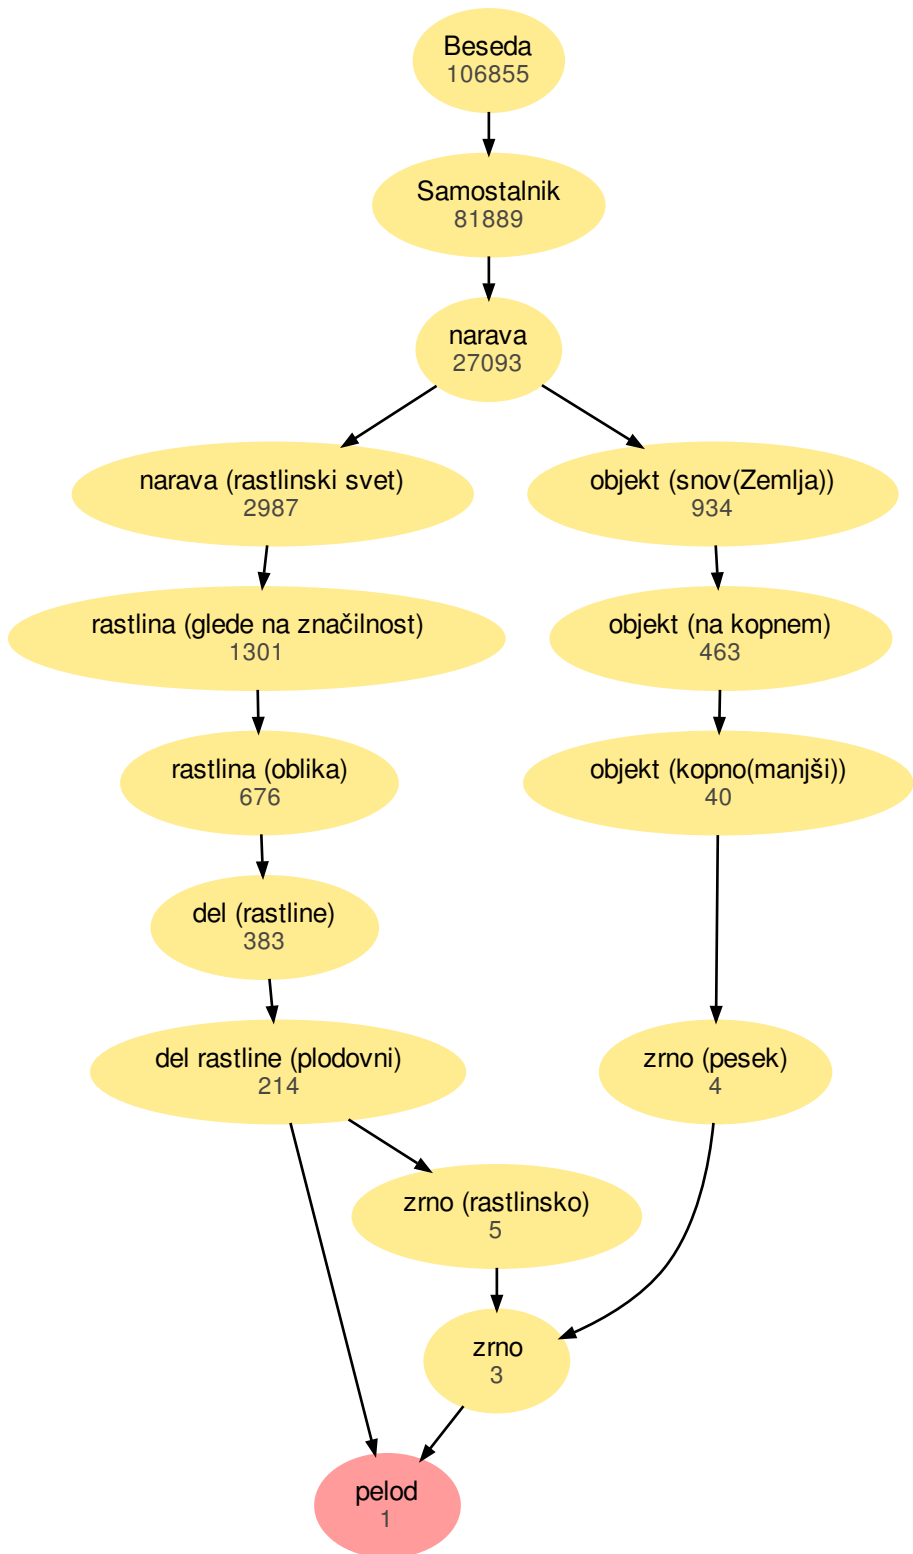 Beseda
106855
Samostalnik
81889
narava
27093
narava (rastlinski svet)
2987
objekt (snov(Zemlja))
934
rastlina (glede na značilnost)
1301
objekt (na kopnem)
463
rastlina (oblika)
676
objekt (kopno(manjši))
40
del (rastline)
383
del rastline (plodovni)
214
zrno (pesek)
4
zrno (rastlinsko)
5
zrno
3
pelod
1